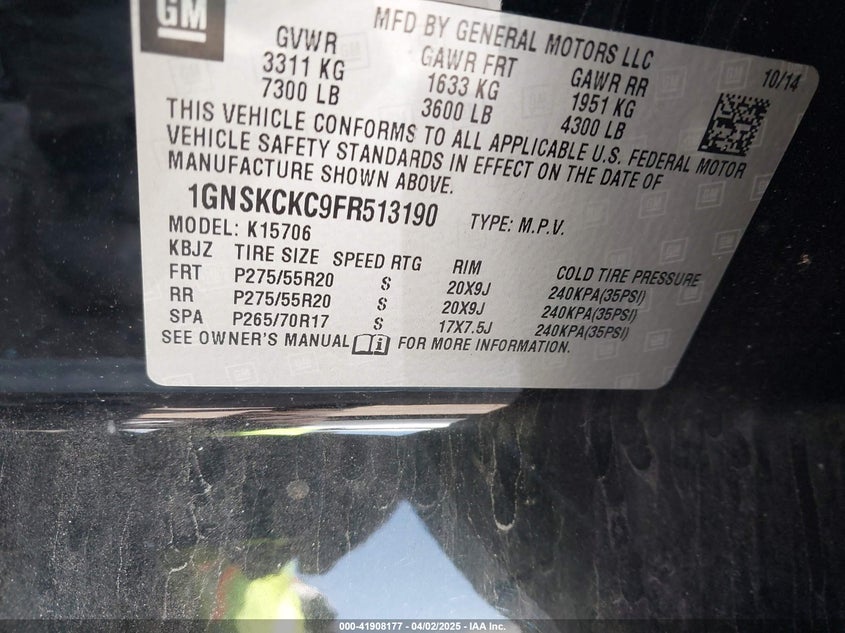 GM
MFD BY GENERAL MOTORS LLC
GVWR GAWR FRT GAWR RR 10/14
3311 KG 1633 KG 1951 KG
7300 LB 3600 LB 4300 LB
THIS VEHICLE CONFORMS TO ALL APPLICABLE U.S. FEDERAL MOTOR
VEHICLE SAFETY STANDARDS IN EFFECT ON THE DATE OF
MANUFACTURE SHOWN ABOVE.
1GNSKCKC9FR513190 TYPE: M.P.V.
MODEL: K15706
KBJZ TIRE SIZE SPEED RTG RIM COLD TIRE PRESSURE
FRT P275/55R20 S 20X9J 240KPA(35PSI)
RR P275/55R20 S 20X9J 240KPA(35PSI)
SPA P265/70R17 S 17X7.5J 240KPA(35PSI)
SEE OWNER'S MANUAL FOR MORE INFORMATION.
000-41908177 - 04/02/2025 - IAA Inc.